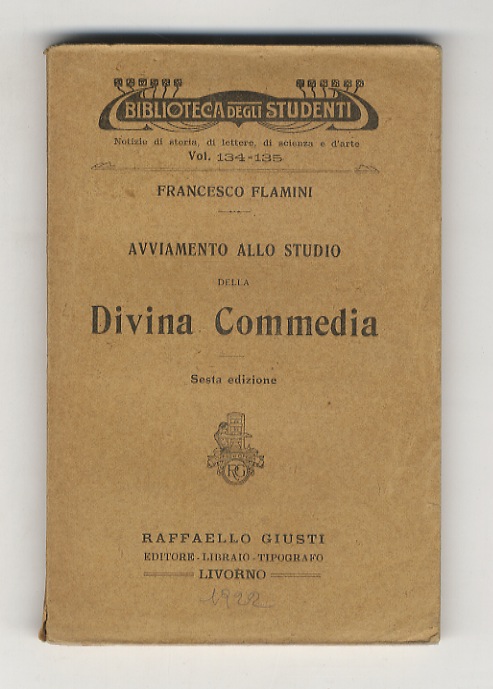 BIBLIOTECA DEGLI STUDENTI
Notizie di storia, di lettere, di scienza e d'arte
Vol. 134-135
FRANCESCO FLAMINI
AVVIAMENTO ALLO STUDIO
DELLA
Divina Commedia
Sesta edizione
RG
RAFFAELLO GIUSTI
EDITORE-LIBRAIO-TIPOGRAFO
LIVORNO
1922